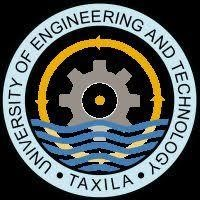 UNIVERSITY OF ENGINEERING AND TECHNOLOGY
• TAXILA •